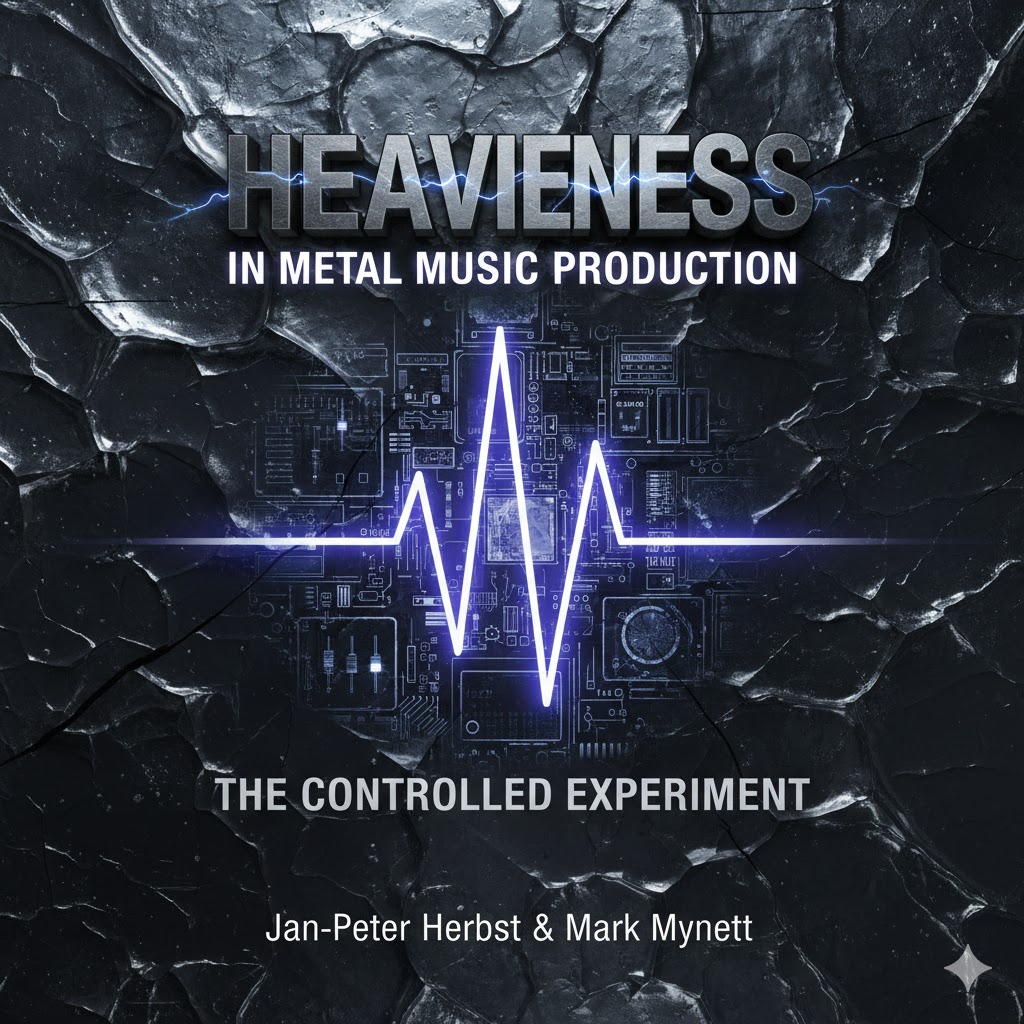 HEAVIENESS
IN METAL MUSIC PRODUCTION
THE CONTROLLED EXPERIMENT
Jan-Peter Herbst & Mark Mynett